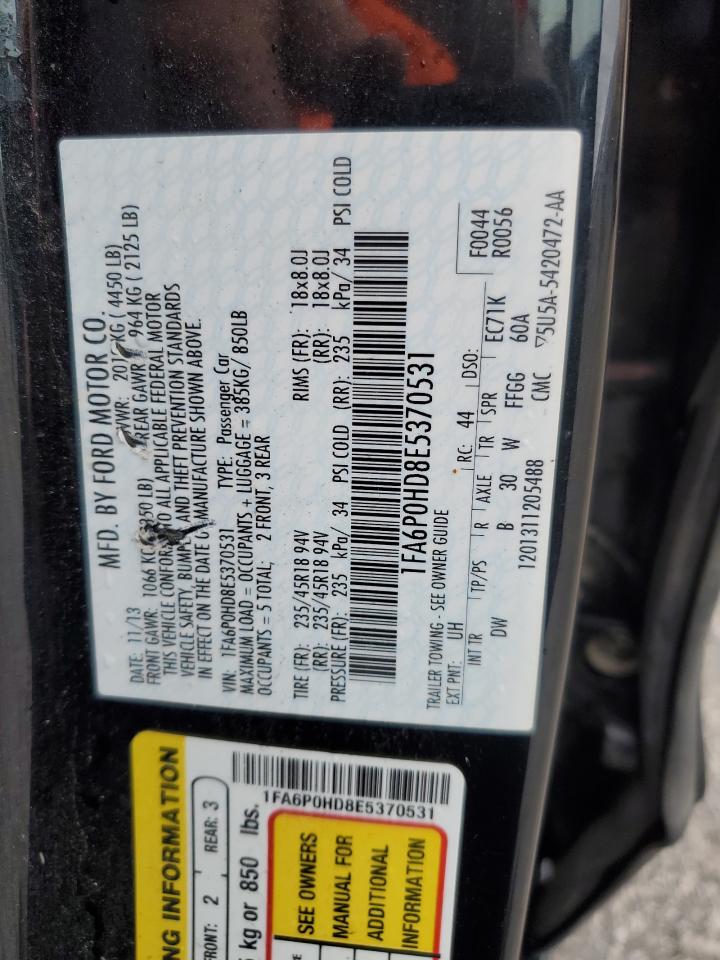 MFD. BY FORD MOTOR CO.
DATE: 11/13 GVWR: KG ( 4450 LB)
FRONT GAWR: 1066 LB) REAR GAWR 964 KG ( 2125 LB)
THIS VEHICLE TO ALL APPLICABLE FEDERAL MOTOR
VEHICLE SAFETY, AND THEFT PREVENTION STANDARDS
IN EFFECT ON THE DATE MANUFACTURE SHOWN ABOVE.
VIN: 1FA6P0HD8E5370531 TYPE: Passenger Car
MAXIMUM LOAD = OCCUPANTS + LUGGAGE = 385KG/ 850LB
OCCUPANTS = 5 TOTAL; 2 FRONT, 3 REAR
TIRE (FR): 235/45R18 94V RIMS (FR): 18x8.0J
(RR): 235/45R18 94V (RR): 18x8.0J
PRESSURE (FR): 235 kPa/ 34 PSI COLD (RR): 235 kPa/ 34 PSI COLD
1FA6P0HD8E5370531
TRAILER TOWING - SEE OWNER GUIDE
EXT PNT: UH RC: 44 DSO: F0044
R0056
INT TR TP/PS R AXLE TR SPR EC71K
DW B 30 W FFGG 60A
1201311205488 CMC ▽5U5A-5420472-AA
NG INFORMATION
FRONT: 2 REAR: 3
kg or 850 lbs.
1FA6P0HD8E5370531
SEE OWNERS
MANUAL FOR
ADDITIONAL
INFORMATION